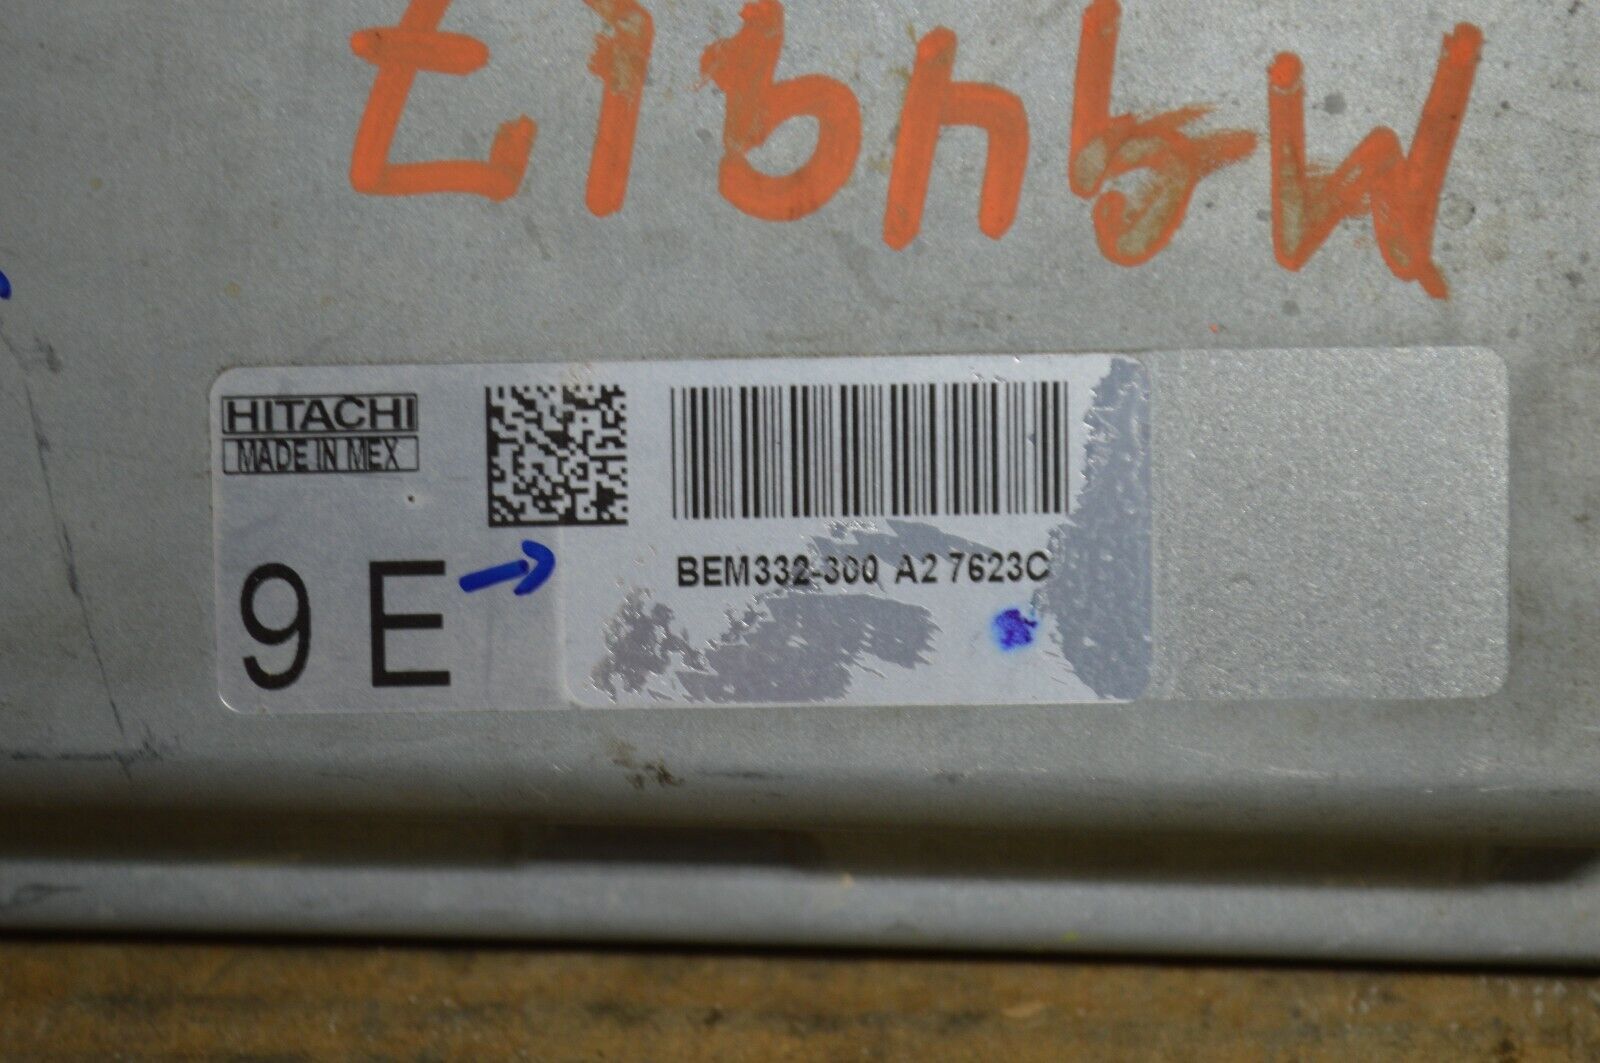 HITACHI
MADE IN MEX
9 E
BEM332-300 A2 7623C